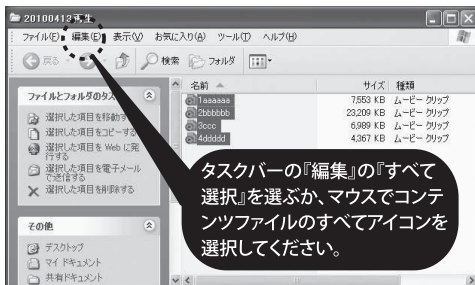 20100413再生
ファイル(F) 編集(E) 表示(V) お気に入り(A) ツール(T) ヘルプ(H)
戻る 検索 フォルダ
ファイルとフォルダのタス
選択した項目を移動す
選択した項目をコピーする
選択した項目を Web に発
行する
選択した項目を電子メール
で送信する
選択した項目を削除する
その他
デスクトップ
マイ ドキュメント
共有ドキュメント
名前 サイズ 種類
1aaaaaa 7,553 KB ムービー クリップ
2bbbbbb 23,209 KB ムービー クリップ
3ccc 6,989 KB ムービー クリップ
4ddddd 4,367 KB ムービー クリップ
タスクバーの『編集』の『すべて
選択』を選ぶか、マウスでコンテ
ンツファイルのすべてアイコンを
選択してください。